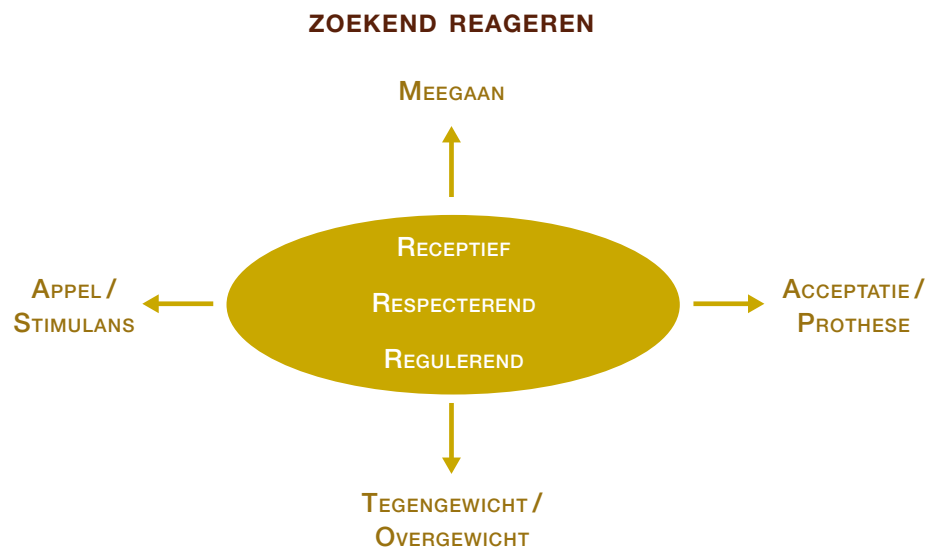 ZOEKEND REAGEREN
MEEGAAN
RECEPTIEF
APPEL /
STIMULANS
RESPECTEREND
ACCEPTATIE /
PROTHESE
REGULEREND
TEGENGEWICHT /
OVERGEWICHT